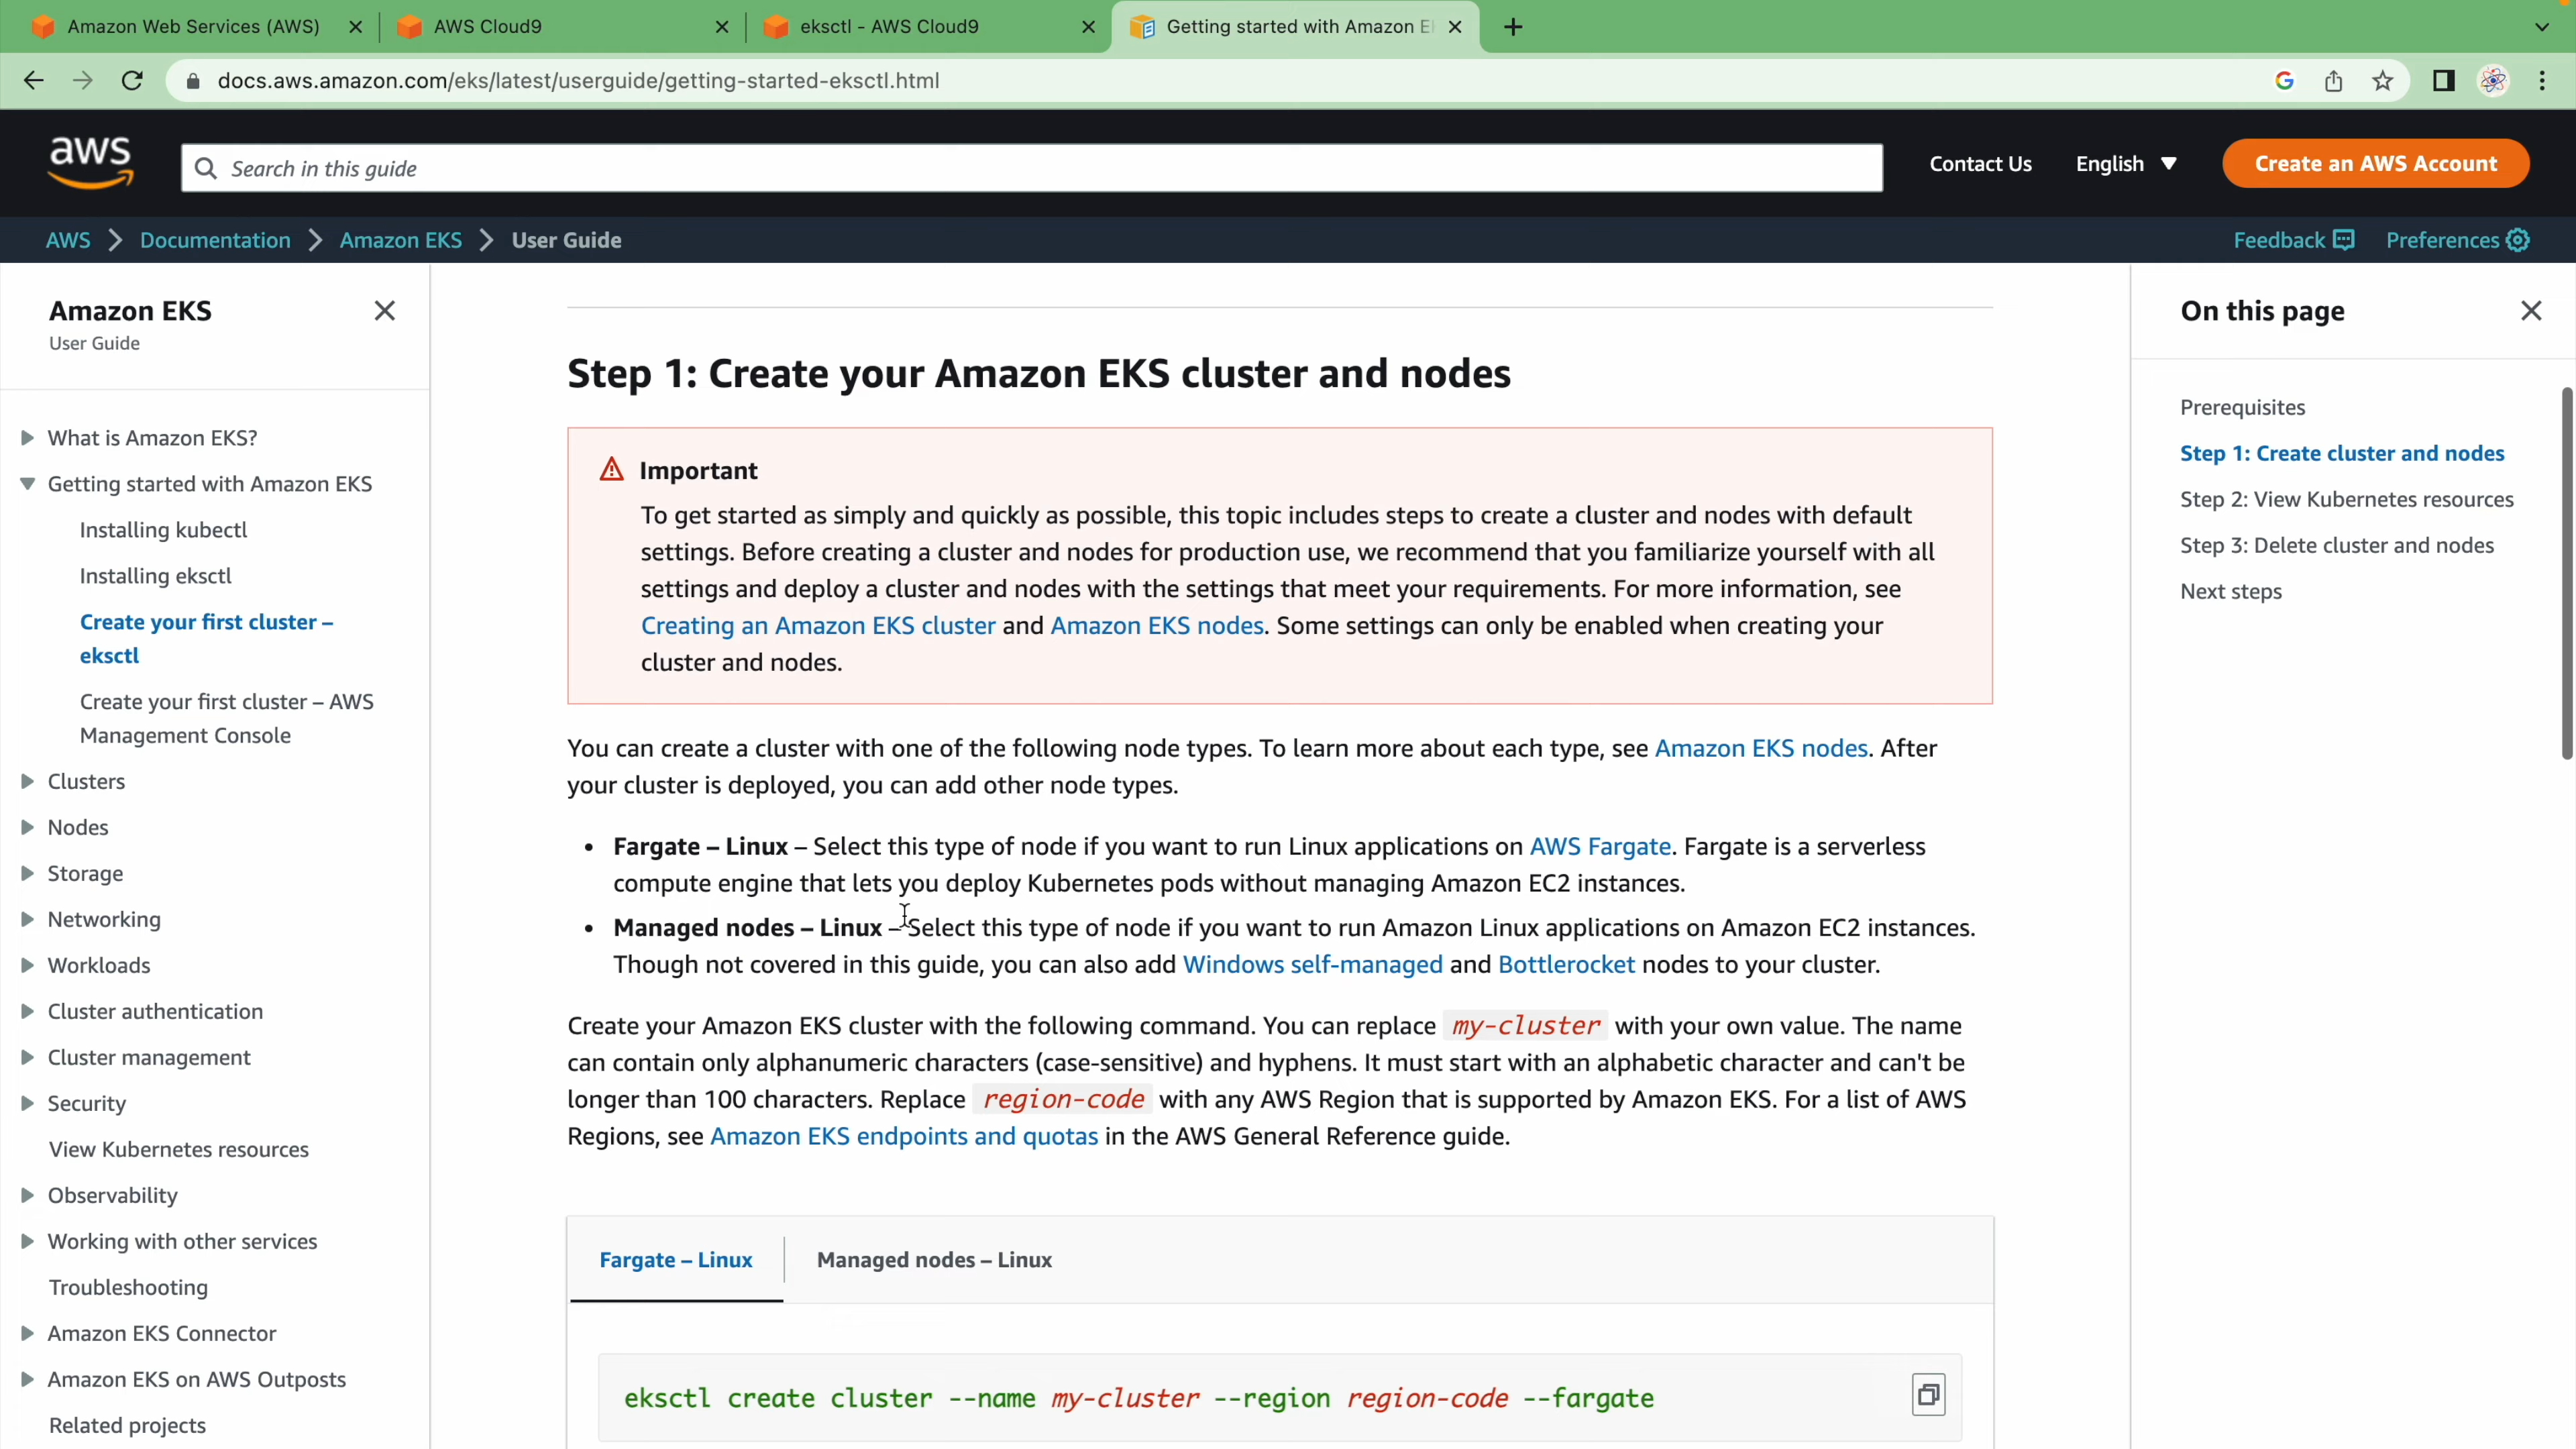 Amazon Web Services (AWS)
AWS Cloud9
eksctl - AWS Cloud9
Getting started with Amazon E
docs.aws.amazon.com/eks/latest/userguide/getting-started-eksctl.html
aws
Search in this guide
Contact Us
English
Create an AWS Account
AWS
Documentation
Amazon EKS
User Guide
Feedback
Preferences
Amazon EKS
User Guide
What is Amazon EKS?
Getting started with Amazon EKS
Installing kubectl
Installing eksctl
Create your first cluster –
eksctl
Create your first cluster – AWS
Management Console
Clusters
Nodes
Storage
Networking
Workloads
Cluster authentication
Cluster management
Security
View Kubernetes resources
Observability
Working with other services
Troubleshooting
Amazon EKS Connector
Amazon EKS on AWS Outposts
Related projects
Step 1: Create your Amazon EKS cluster and nodes
Important
To get started as simply and quickly as possible, this topic includes steps to create a cluster and nodes with default
settings. Before creating a cluster and nodes for production use, we recommend that you familiarize yourself with all
settings and deploy a cluster and nodes with the settings that meet your requirements. For more information, see
Creating an Amazon EKS cluster and Amazon EKS nodes. Some settings can only be enabled when creating your
cluster and nodes.
You can create a cluster with one of the following node types. To learn more about each type, see Amazon EKS nodes. After
your cluster is deployed, you can add other node types.
• Fargate – Linux – Select this type of node if you want to run Linux applications on AWS Fargate. Fargate is a serverless
compute engine that lets you deploy Kubernetes pods without managing Amazon EC2 instances.
• Managed nodes – Linux – Select this type of node if you want to run Amazon Linux applications on Amazon EC2 instances.
Though not covered in this guide, you can also add Windows self-managed and Bottlerocket nodes to your cluster.
Create your Amazon EKS cluster with the following command. You can replace my-cluster with your own value. The name
can contain only alphanumeric characters (case-sensitive) and hyphens. It must start with an alphabetic character and can't be
longer than 100 characters. Replace region-code with any AWS Region that is supported by Amazon EKS. For a list of AWS
Regions, see Amazon EKS endpoints and quotas in the AWS General Reference guide.
Fargate – Linux
Managed nodes – Linux
eksctl create cluster --name my-cluster --region region-code --fargate
On this page
Prerequisites
Step 1: Create cluster and nodes
Step 2: View Kubernetes resources
Step 3: Delete cluster and nodes
Next steps